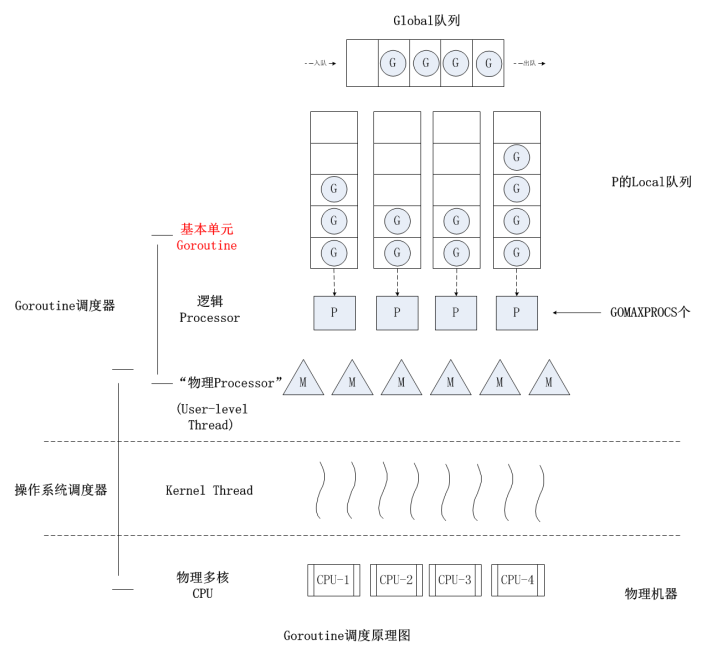 Global队列
入队
G G G G
出队
G
G G
G G G G
G G G G
P的Local队列
基本单元
Goroutine
Goroutine调度器
逻辑
Processor
P P P P
GOMAXPROCS个
“物理Processor”
M M M M M M
(User-level
Thread)
操作系统调度器
Kernel Thread
物理多核
CPU
CPU-1 CPU-2 CPU-3 CPU-4
物理机器
Goroutine调度原理图